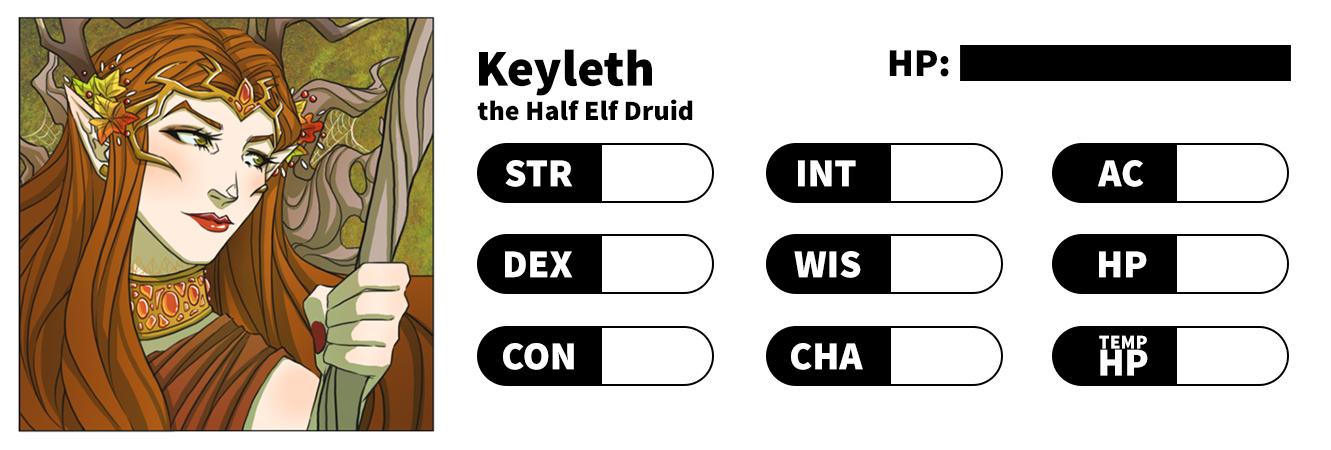 Keyleth
HP:
the Half Elf Druid
STR
INT
AC
DEX
WIS
HP
CON
CHA
TEMP
HP